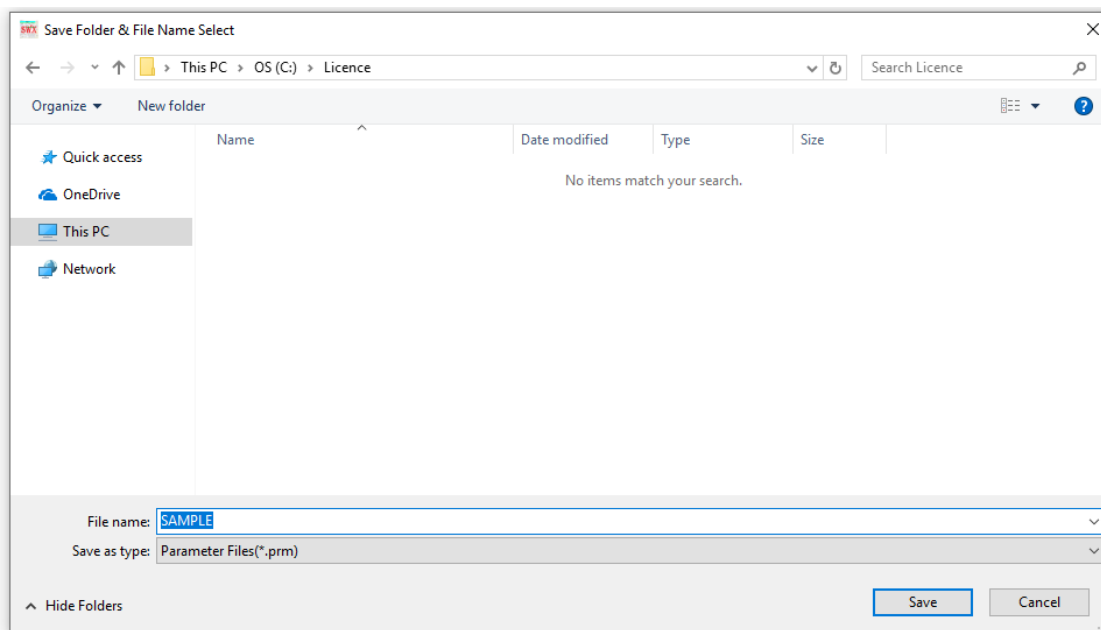 SWX Save Folder & File Name Select
This PC > OS (C:) > Licence Search Licence
Organize New folder
Name Date modified Type Size
Quick access
No items match your search.
OneDrive
This PC
Network
File name: SAMPLE
Save as type: Parameter Files(*.prm)
Hide Folders Save Cancel